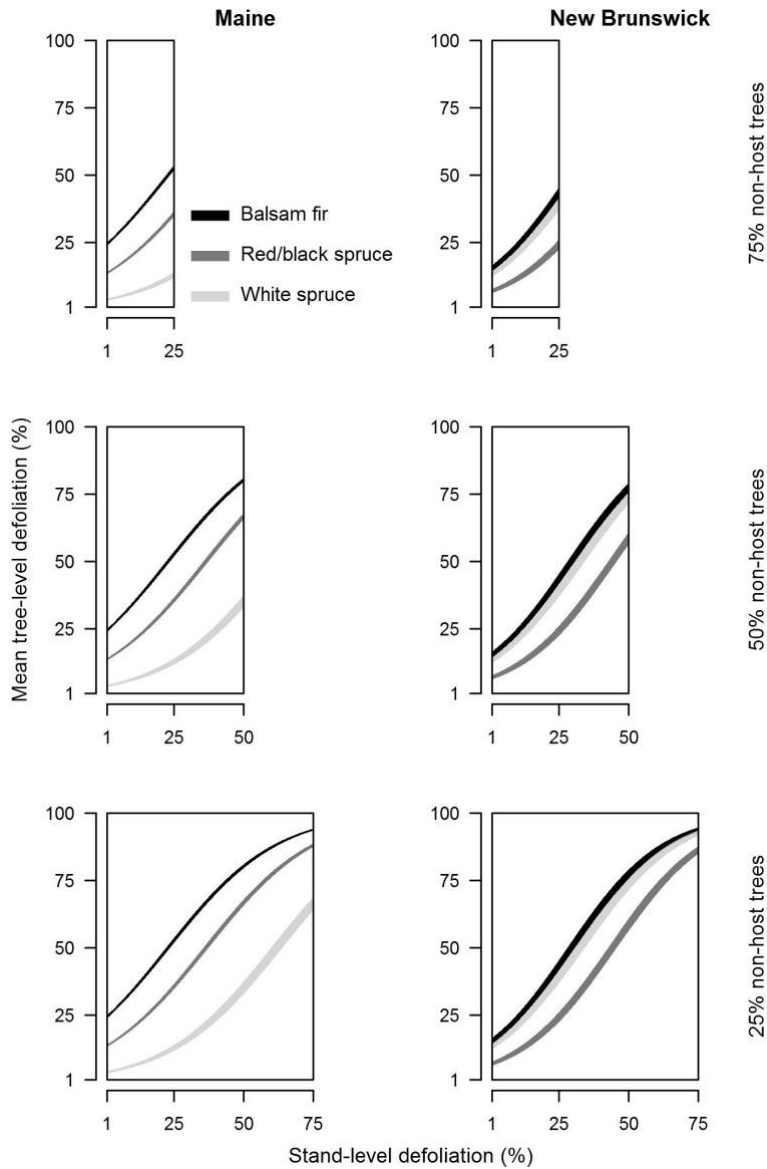 Maine
New Brunswick
100
75
50
25
1
1 25
Balsam fir
Red/black spruce
White spruce
100
75
50
25
1
1 25
75% non-host trees
Mean tree-level defoliation (%)
100
75
50
25
1
1 25 50
100
75
50
25
1
1 25 50
50% non-host trees
100
75
50
25
1
1 25 50 75
100
75
50
25
1
1 25 50 75
25% non-host trees
Stand-level defoliation (%)